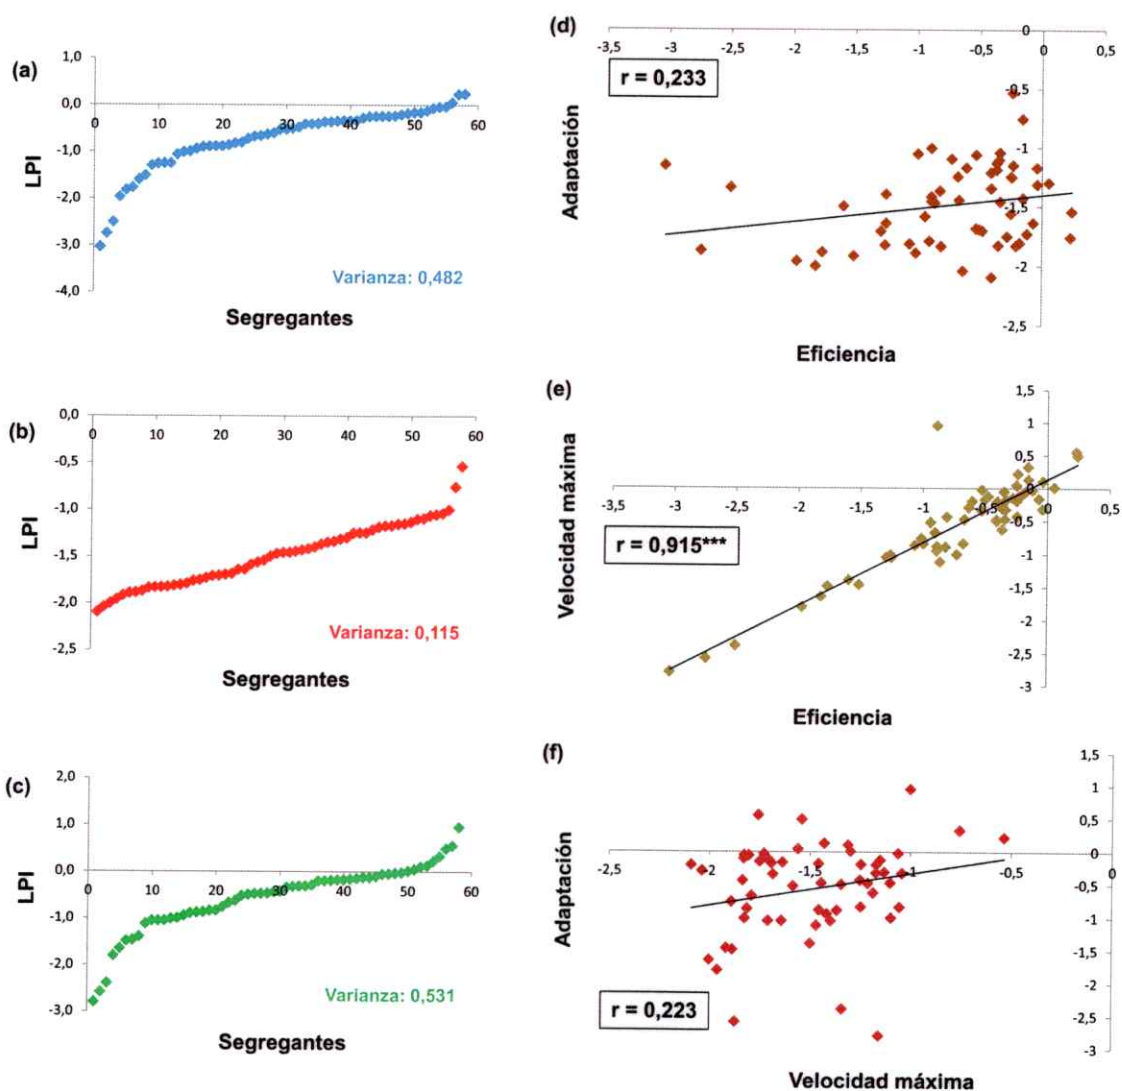 (a)
1,0
0,0
0 10 20 30 40 50 60
-1,0
-2,0
-3,0
-4,0
LPI
Varianza: 0,482
Segregantes
(b)
0,0
0 10 20 30 40 50 60
-0,5
-1,0
-1,5
-2,0
-2,5
LPI
Varianza: 0,115
Segregantes
(c)
2,0
1,0
0,0
0 10 20 30 40 50 60
-1,0
-2,0
-3,0
LPI
Varianza: 0,531
Segregantes
(d)
0
-3,5 -3 -2,5 -2 -1,5 -1 -0,5 0 0,5
r = 0,233
-0,5
-1
-1,5
-2
-2,5
Adaptación
Eficiencia
(e)
1,5
1
0,5
0
-3,5 -3 -2,5 -2 -1,5 -1 -0,5 0 0,5
-0,5
r = 0,915***
-1
-1,5
-2
-2,5
-3
Velocidad máxima
Eficiencia
(f)
1,5
1
0,5
0
-2,5 -2 -1,5 -1 -0,5 0
-0,5
-1
-1,5
-2
r = 0,223
-2,5
-3
Adaptación
Velocidad máxima